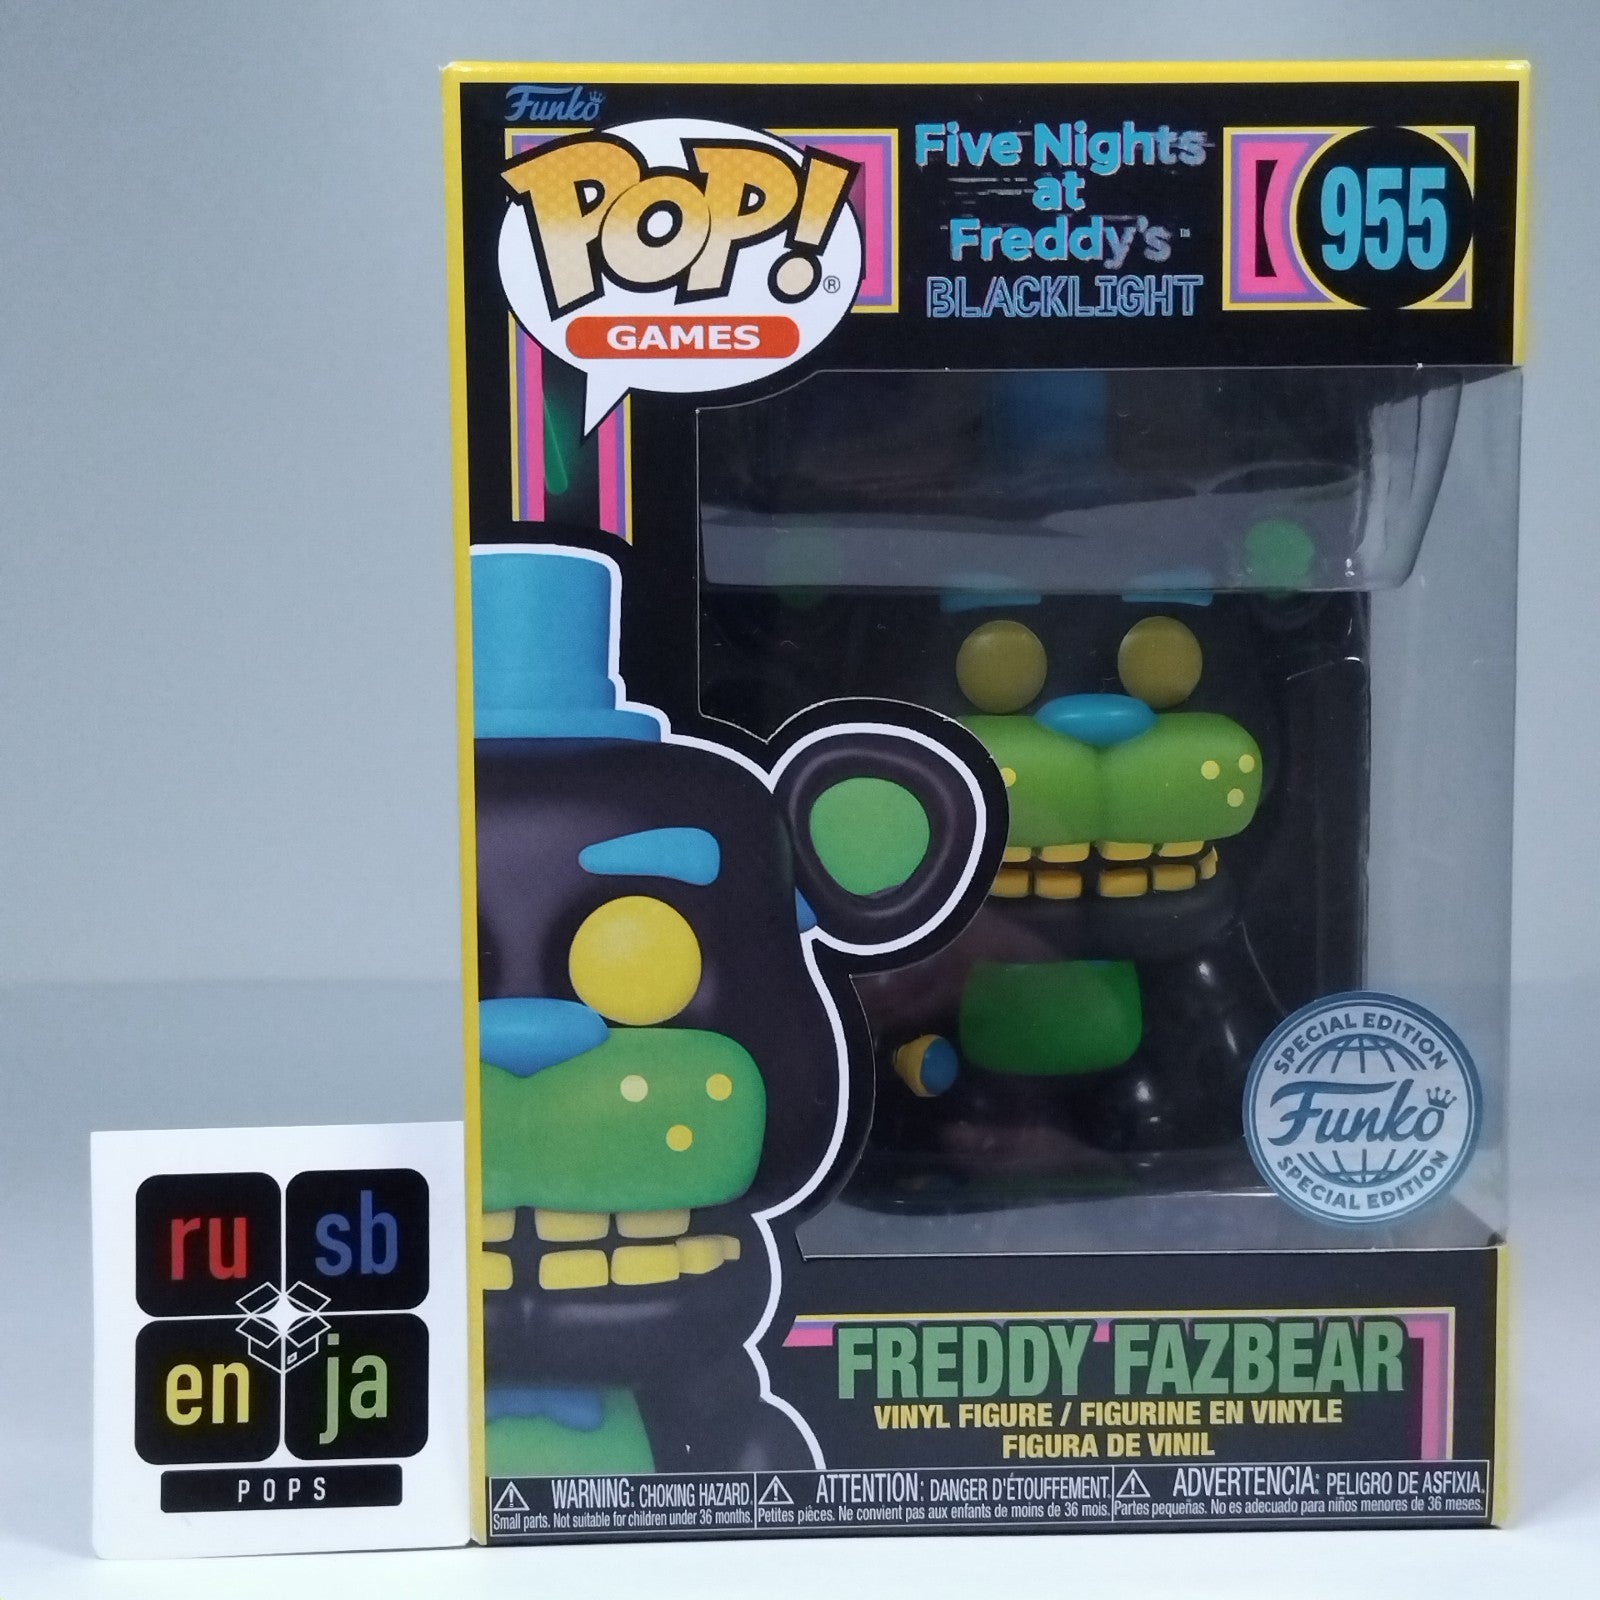 Funko
POP!®
GAMES
Five Nights
at
Freddy's™
BLACKLIGHT
955
SPECIAL EDITION
Funko
SPECIAL EDITION
ru sb
en ja
POPS
FREDDY FAZBEAR
VINYL FIGURE / FIGURINE EN VINYLE
FIGURA DE VINIL
WARNING: CHOKING HAZARD.
Small parts. Not suitable for children under 36 months.
ATTENTION: DANGER D'ÉTOUFFEMENT.
Petites pièces. Ne convient pas aux enfants de moins de 36 mois.
ADVERTENCIA: PELIGRO DE ASFIXIA.
Partes pequeñas. No es adecuado para niños menores de 36 meses.